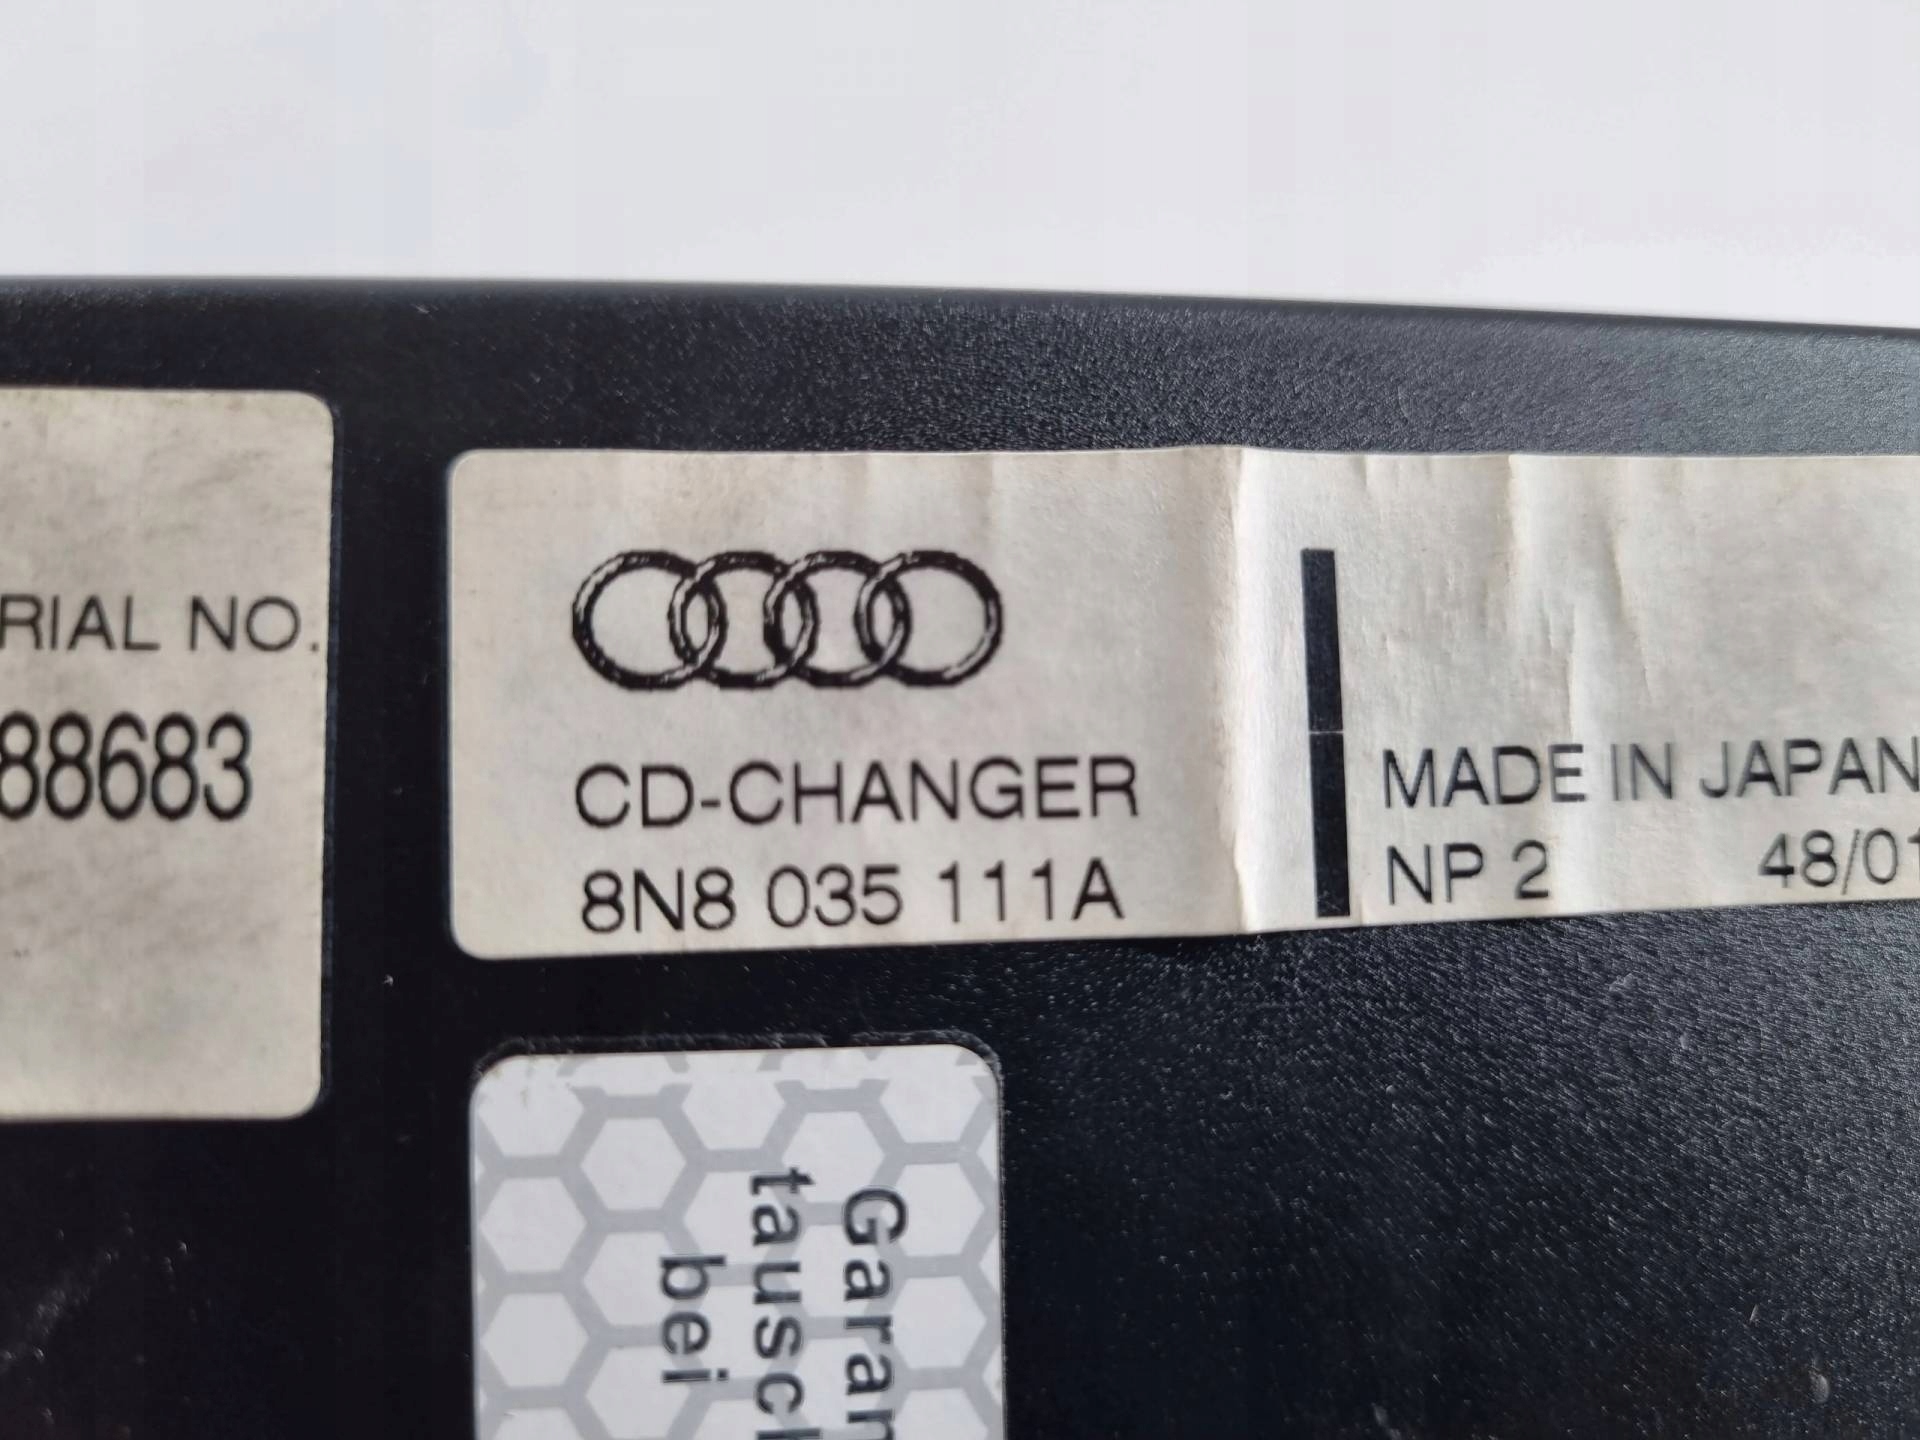 RIAL NO.
88683
CD-CHANGER
8N8 035 111A
MADE IN JAPAN
NP 2 48/01
Garan
tausch
bei